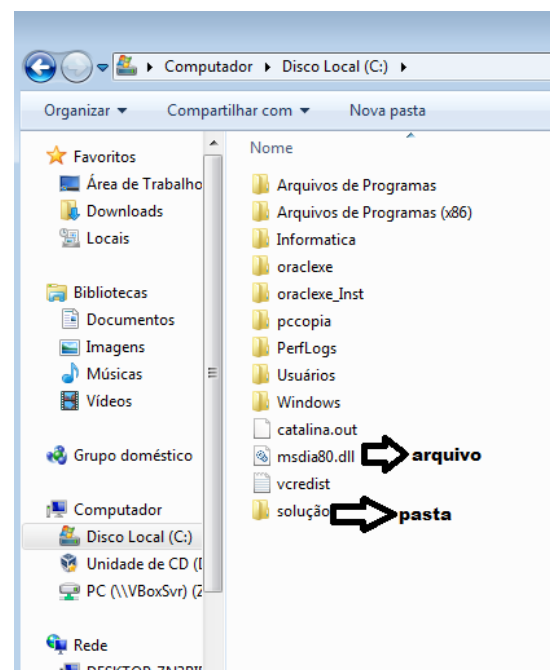 Computador ▸ Disco Local (C:) ▸
Organizar ▾ Compartilhar com ▾ Nova pasta
Favoritos
Área de Trabalho
Downloads
Locais
Bibliotecas
Documentos
Imagens
Músicas
Vídeos
Grupo doméstico
Computador
Disco Local (C:)
Unidade de CD (
PC (\\VBoxSvr) (
Rede
Nome
Arquivos de Programas
Arquivos de Programas (x86)
Informatica
oraclexe
oraclexe_Inst
pccopia
PerfLogs
Usuários
Windows
catalina.out
msdia80.dll arquivo
vcredist
solução pasta